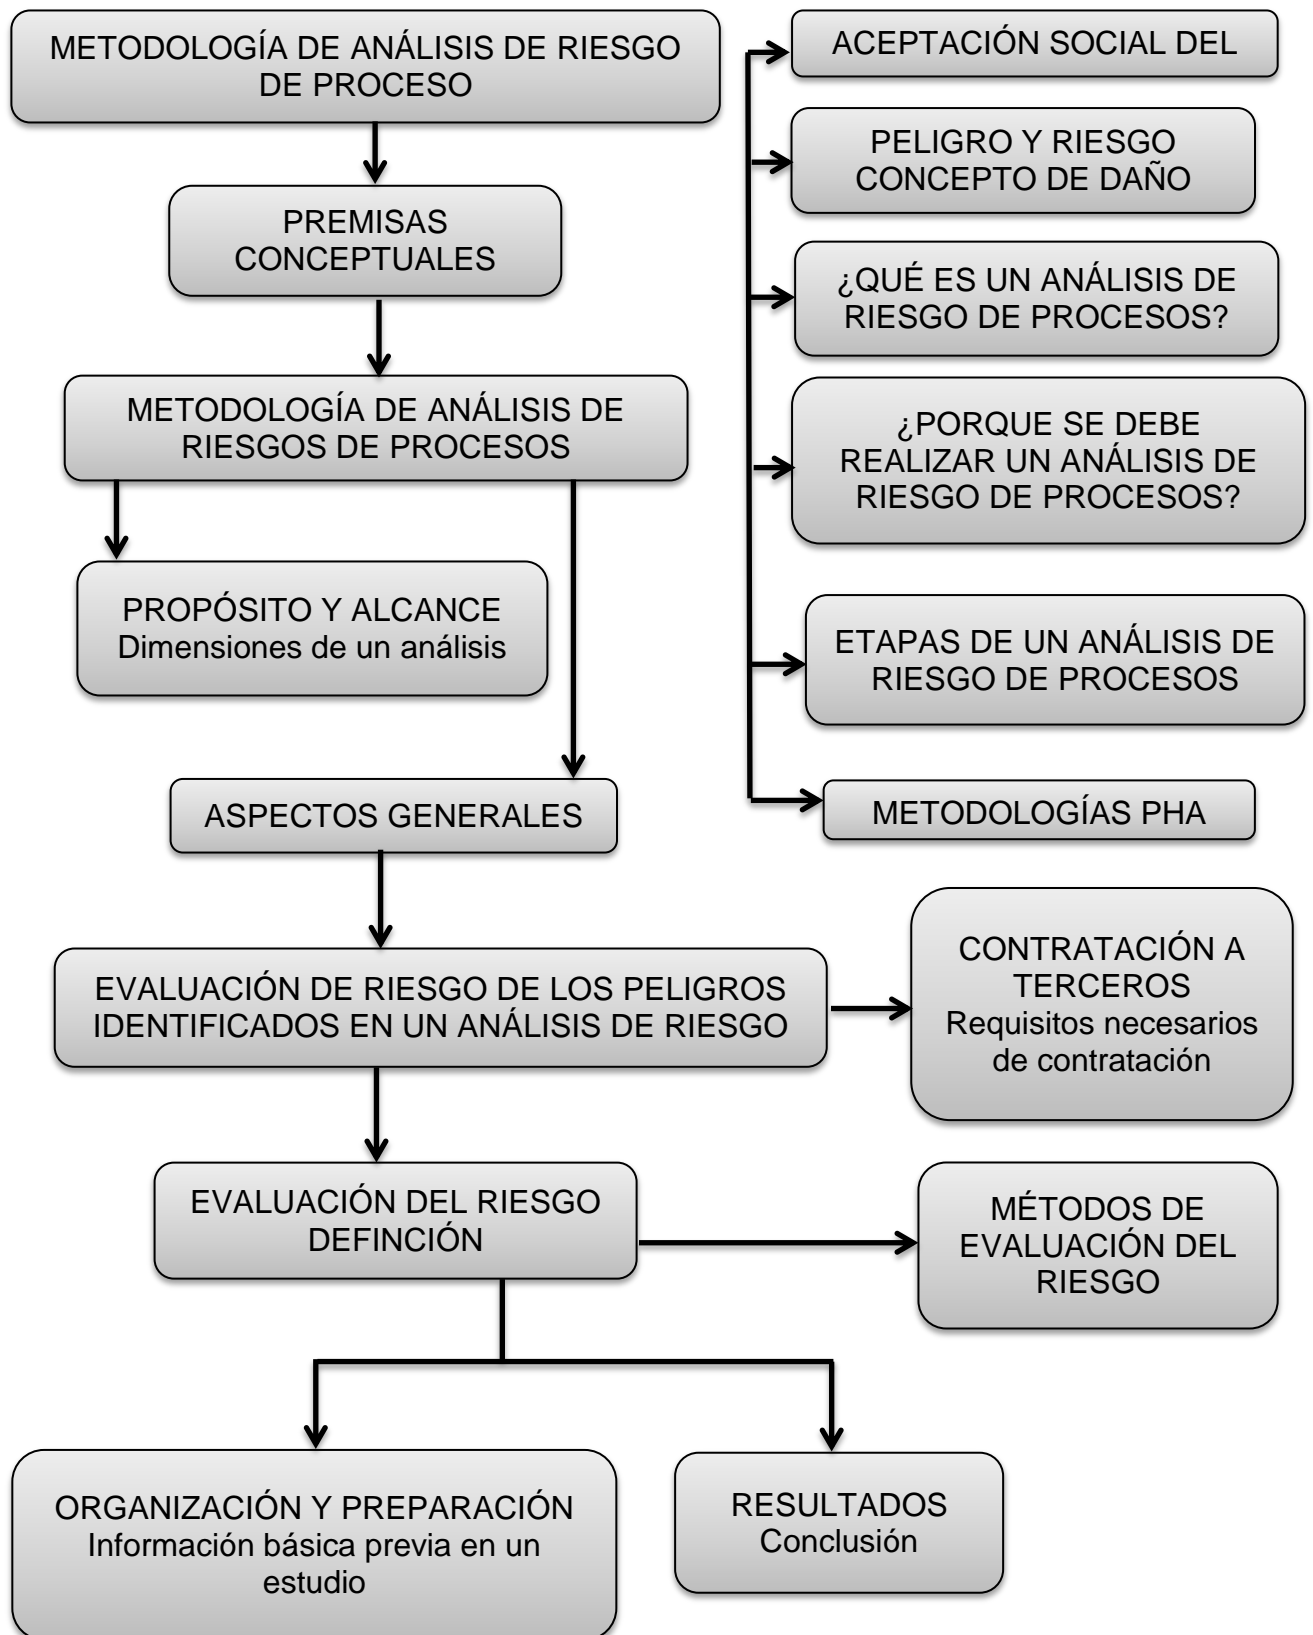 METODOLOGÍA DE ANÁLISIS DE RIESGO
DE PROCESO
PREMISAS
CONCEPTUALES
METODOLOGÍA DE ANÁLISIS DE
RIESGOS DE PROCESOS
PROPÓSITO Y ALCANCE
Dimensiones de un análisis
ASPECTOS GENERALES
EVALUACIÓN DE RIESGO DE LOS PELIGROS
IDENTIFICADOS EN UN ANÁLISIS DE RIESGO
EVALUACIÓN DEL RIESGO
DEFINCIÓN
ORGANIZACIÓN Y PREPARACIÓN
Información básica previa en un
estudio
RESULTADOS
Conclusión
ACEPTACIÓN SOCIAL DEL
PELIGRO Y RIESGO
CONCEPTO DE DAÑO
¿QUÉ ES UN ANÁLISIS DE
RIESGO DE PROCESOS?
¿PORQUE SE DEBE
REALIZAR UN ANÁLISIS DE
RIESGO DE PROCESOS?
ETAPAS DE UN ANÁLISIS DE
RIESGO DE PROCESOS
METODOLOGÍAS PHA
CONTRATACIÓN A
TERCEROS
Requisitos necesarios
de contratación
MÉTODOS DE
EVALUACIÓN DEL
RIESGO